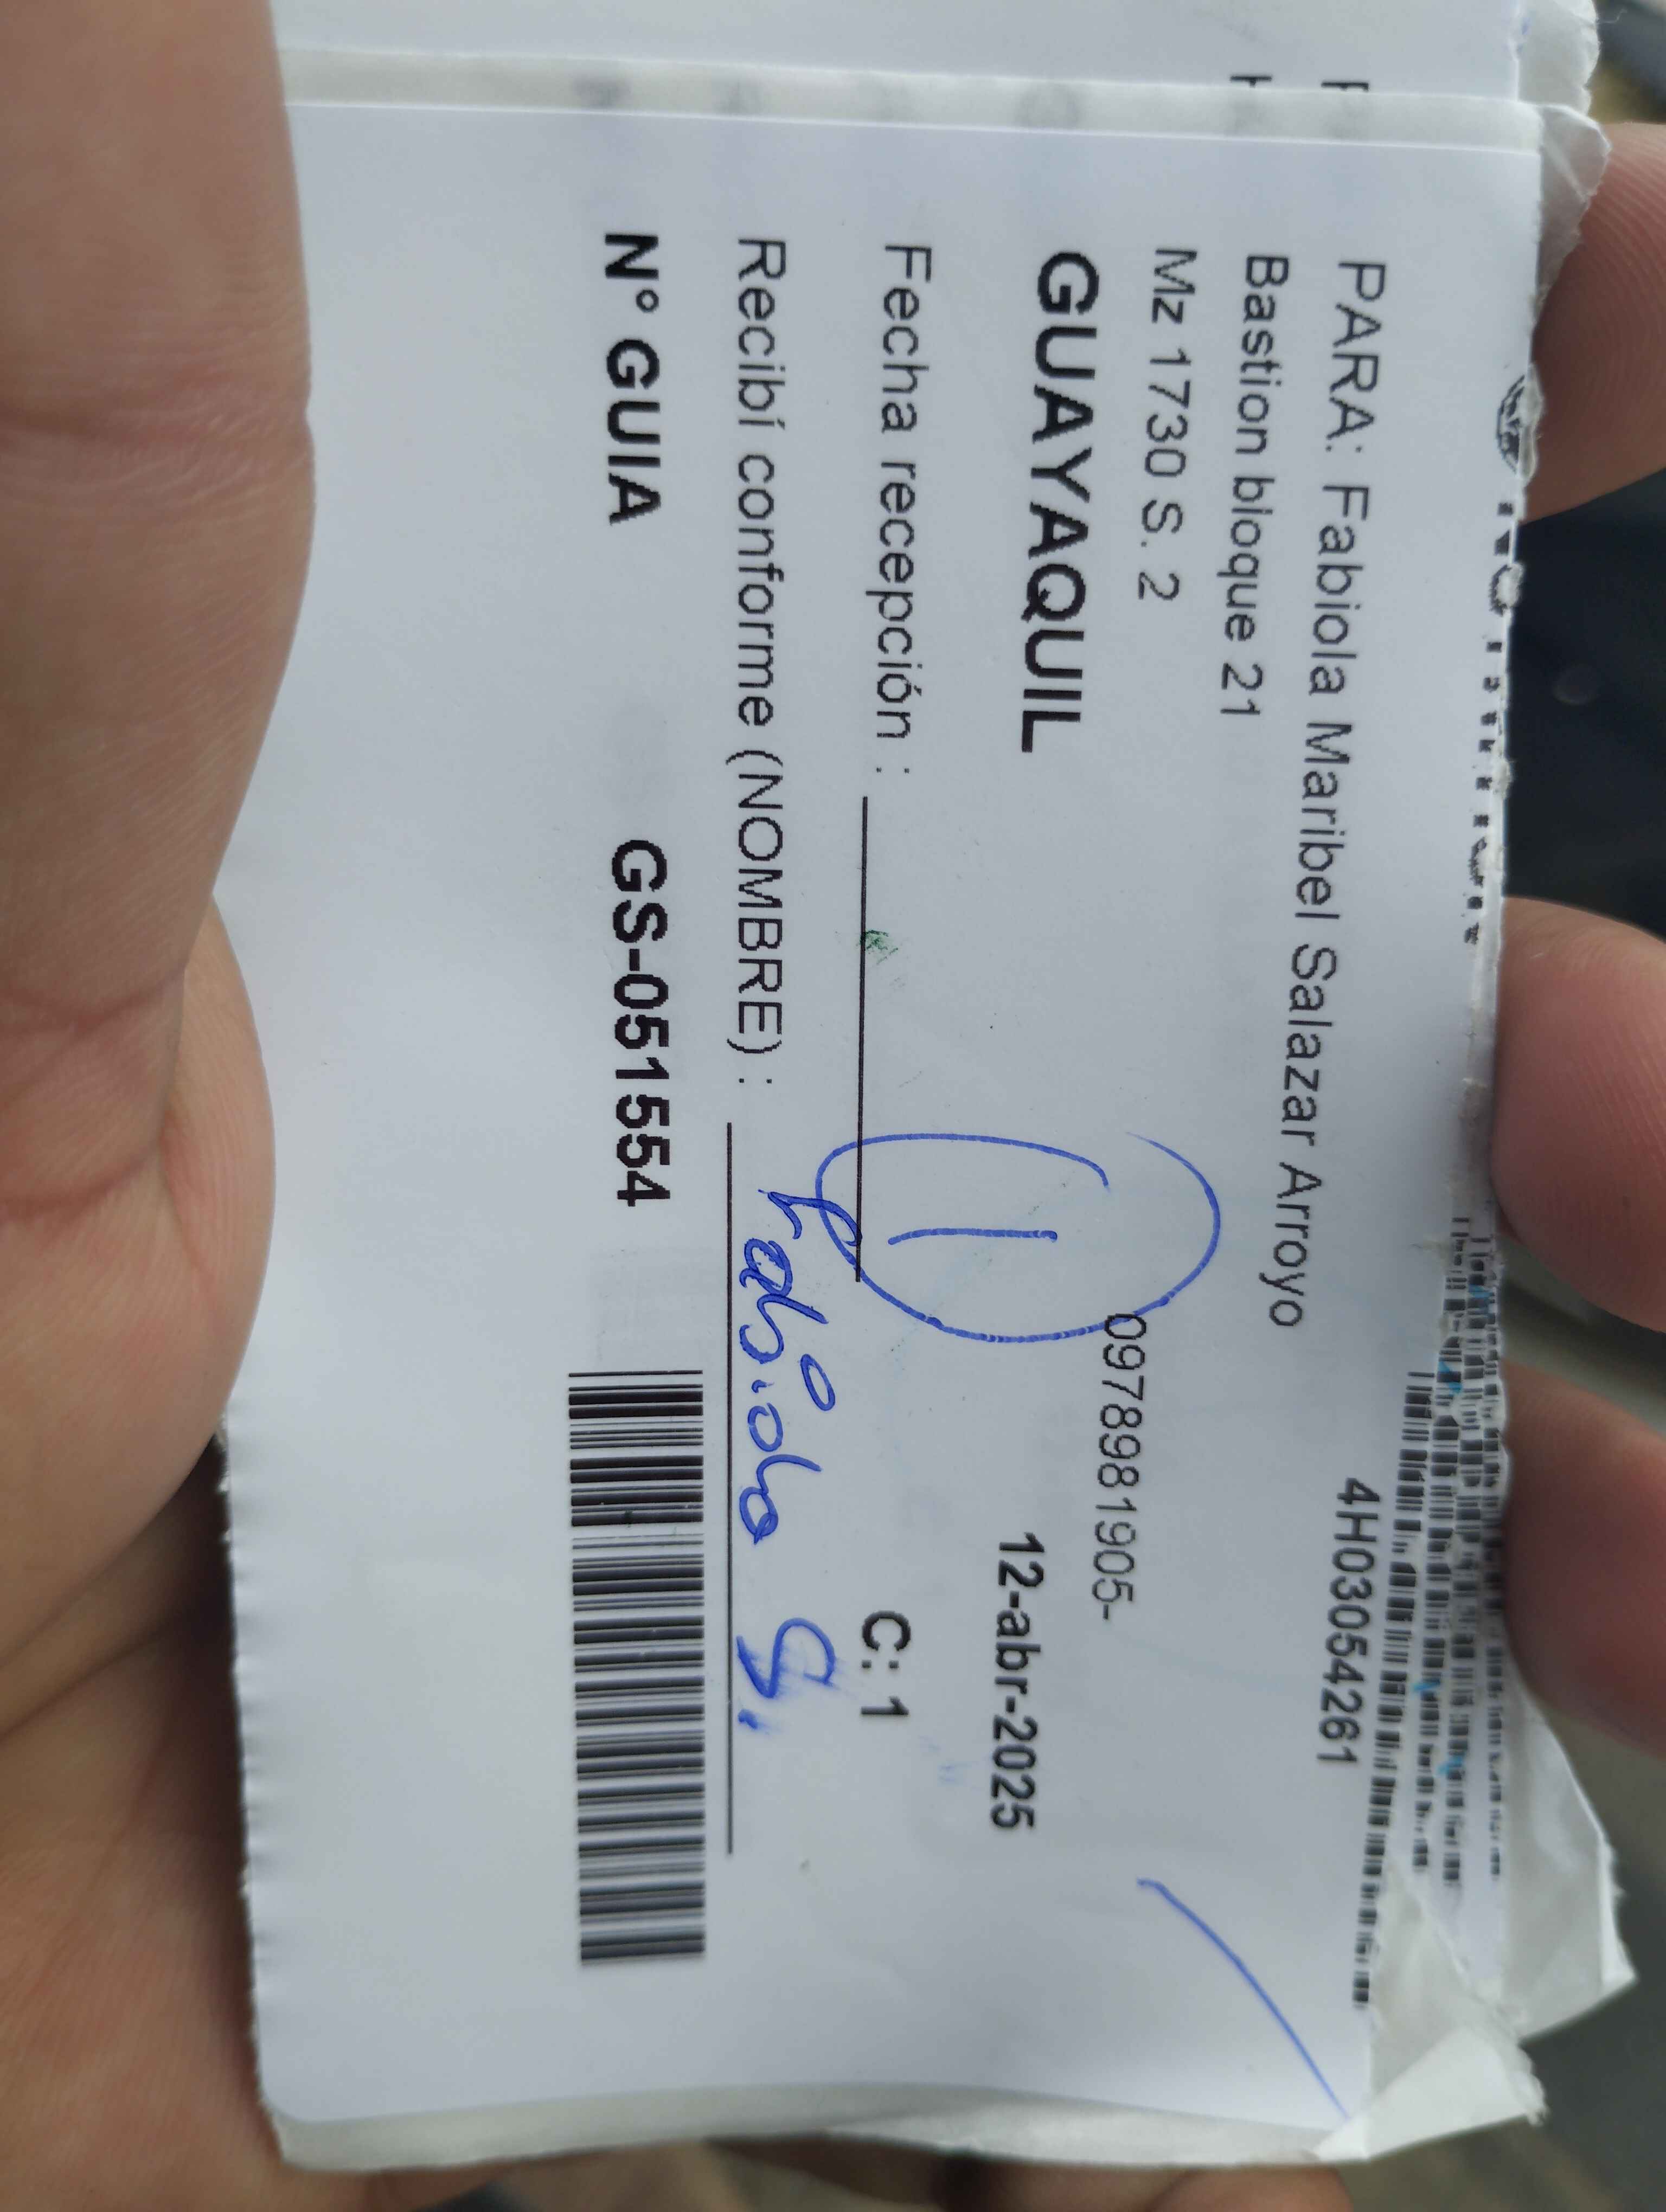 4H03054261
PARA: Fabiola Maribel Salazar Arroyo
Bastion bloque 21
Mz 1730 S. 2 0978981905-
GUAYAQUIL 12-abr-2025
1
Fecha recepción : C: 1
Recibí conforme (NOMBRE) : Fabiola S.
N° GUIA GS-051554